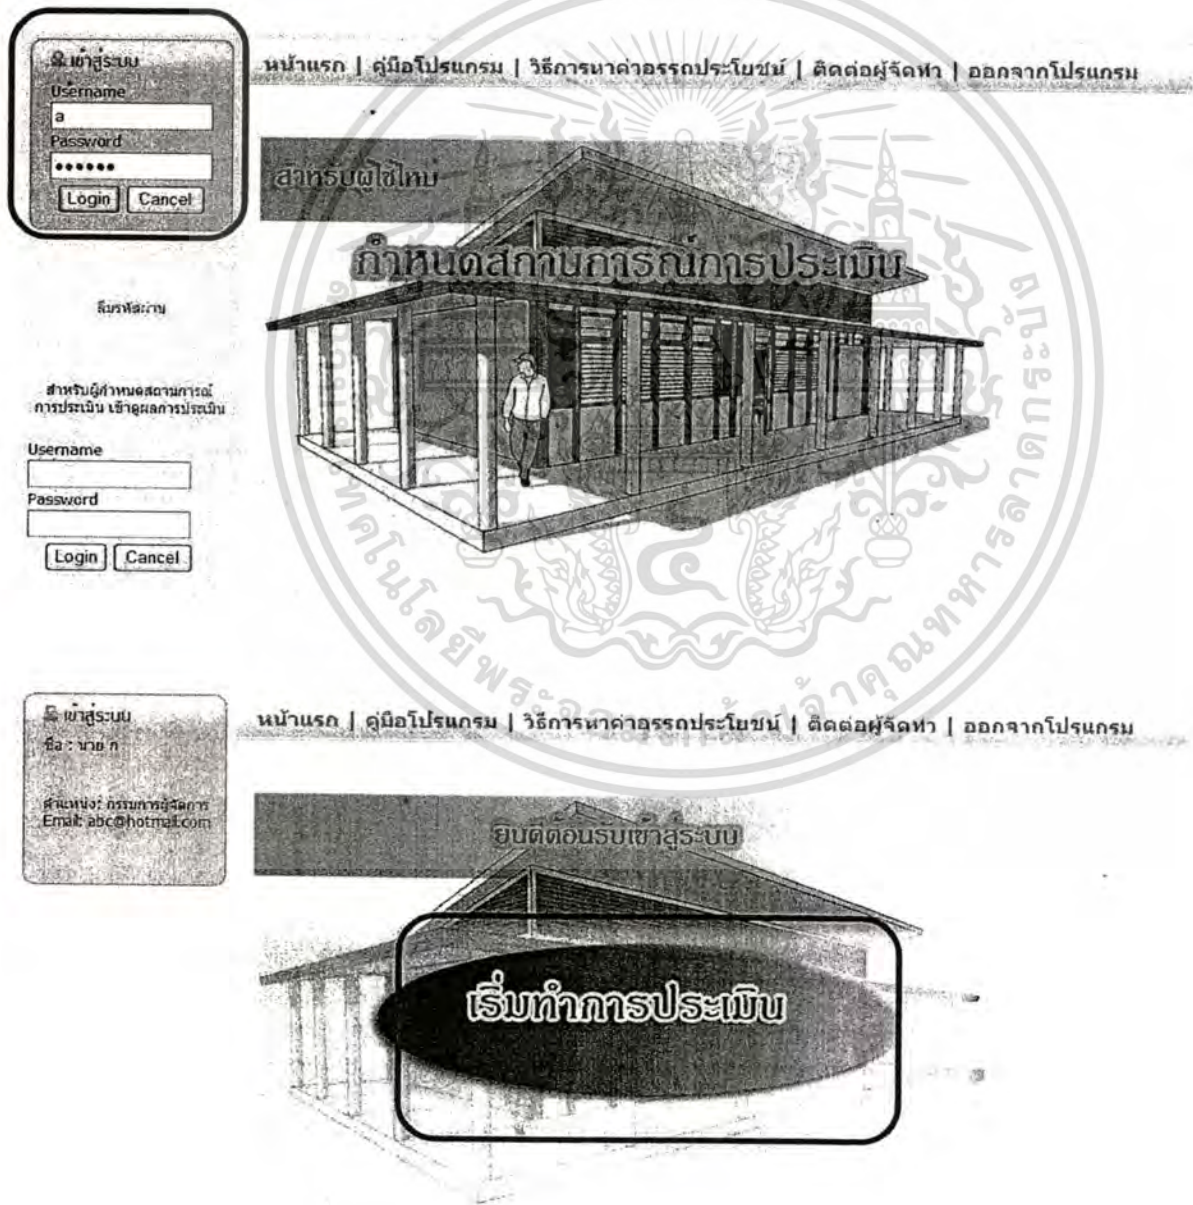 เข้าสู่ระบบ
Username
a
Password
••••••
Login Cancel
หน้าแรก | คู่มือโปรแกรม | วิธีการหาค่าอรรถประโยชน์ | ติดต่อผู้จัดทำ | ออกจากโปรแกรม
สำหรับผู้ใช้ใหม่
กำหนดสถานการณ์การประเมิน
ลืมรหัสผ่าน
สำหรับผู้กำหนดสถานการณ์
การประเมิน เข้าดูผลการประเมิน
Username
Password
Login Cancel
เข้าสู่ระบบ
ชื่อ : นาย ก
ตำแหน่ง: กรรมการผู้จัดการ
Email: abc@hotmail.com
หน้าแรก | คู่มือโปรแกรม | วิธีการหาค่าอรรถประโยชน์ | ติดต่อผู้จัดทำ | ออกจากโปรแกรม
ยินดีต้อนรับเข้าสู่ระบบ
เริ่มทำการประเมิน